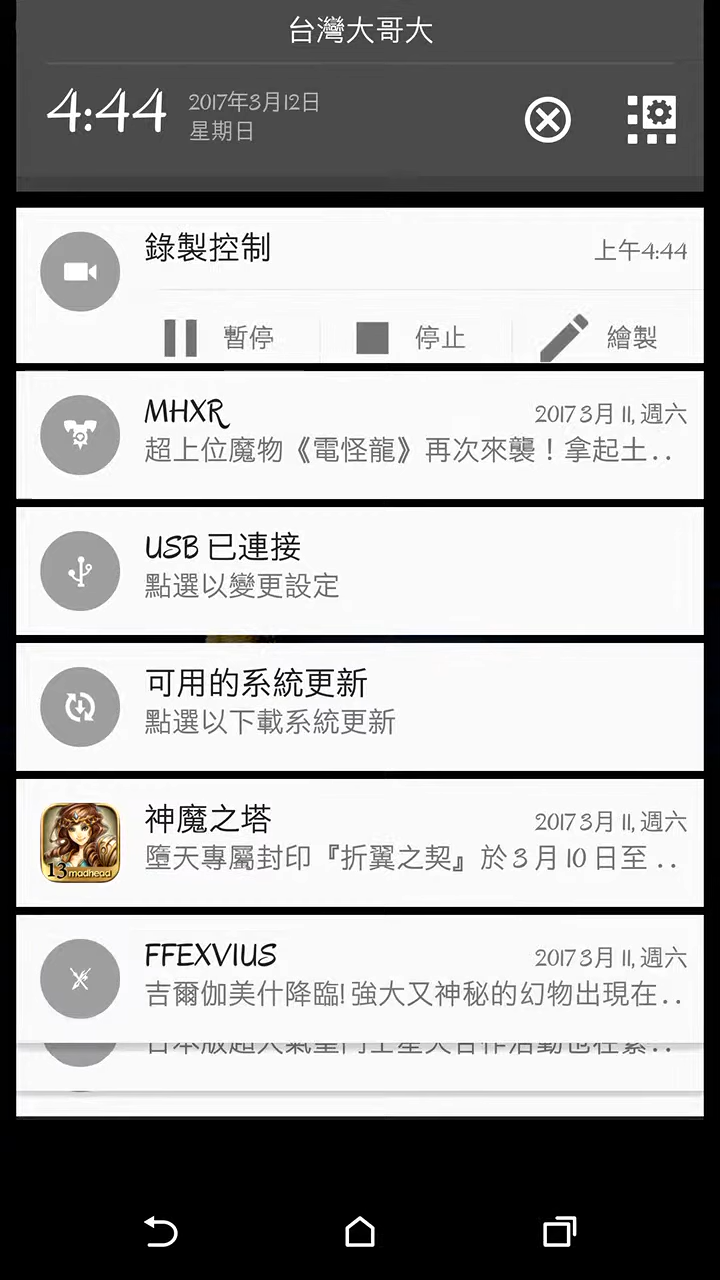 台灣大哥大
4:44
2017年3月12日
星期日
錄製控制
上午4:44
暫停
停止
繪製
MHXR
2017 3月 11, 週六
超上位魔物《電怪龍》再次來襲！拿起土..
USB 已連接
點選以變更設定
可用的系統更新
點選以下載系統更新
神魔之塔
2017 3月 11, 週六
墮天專屬封印『折翼之契』於 3 月 10 日至 ..
13 madhead
FFEXVIUS
2017 3月 11, 週六
吉爾伽美什降臨! 強大又神秘的幻物出現在..